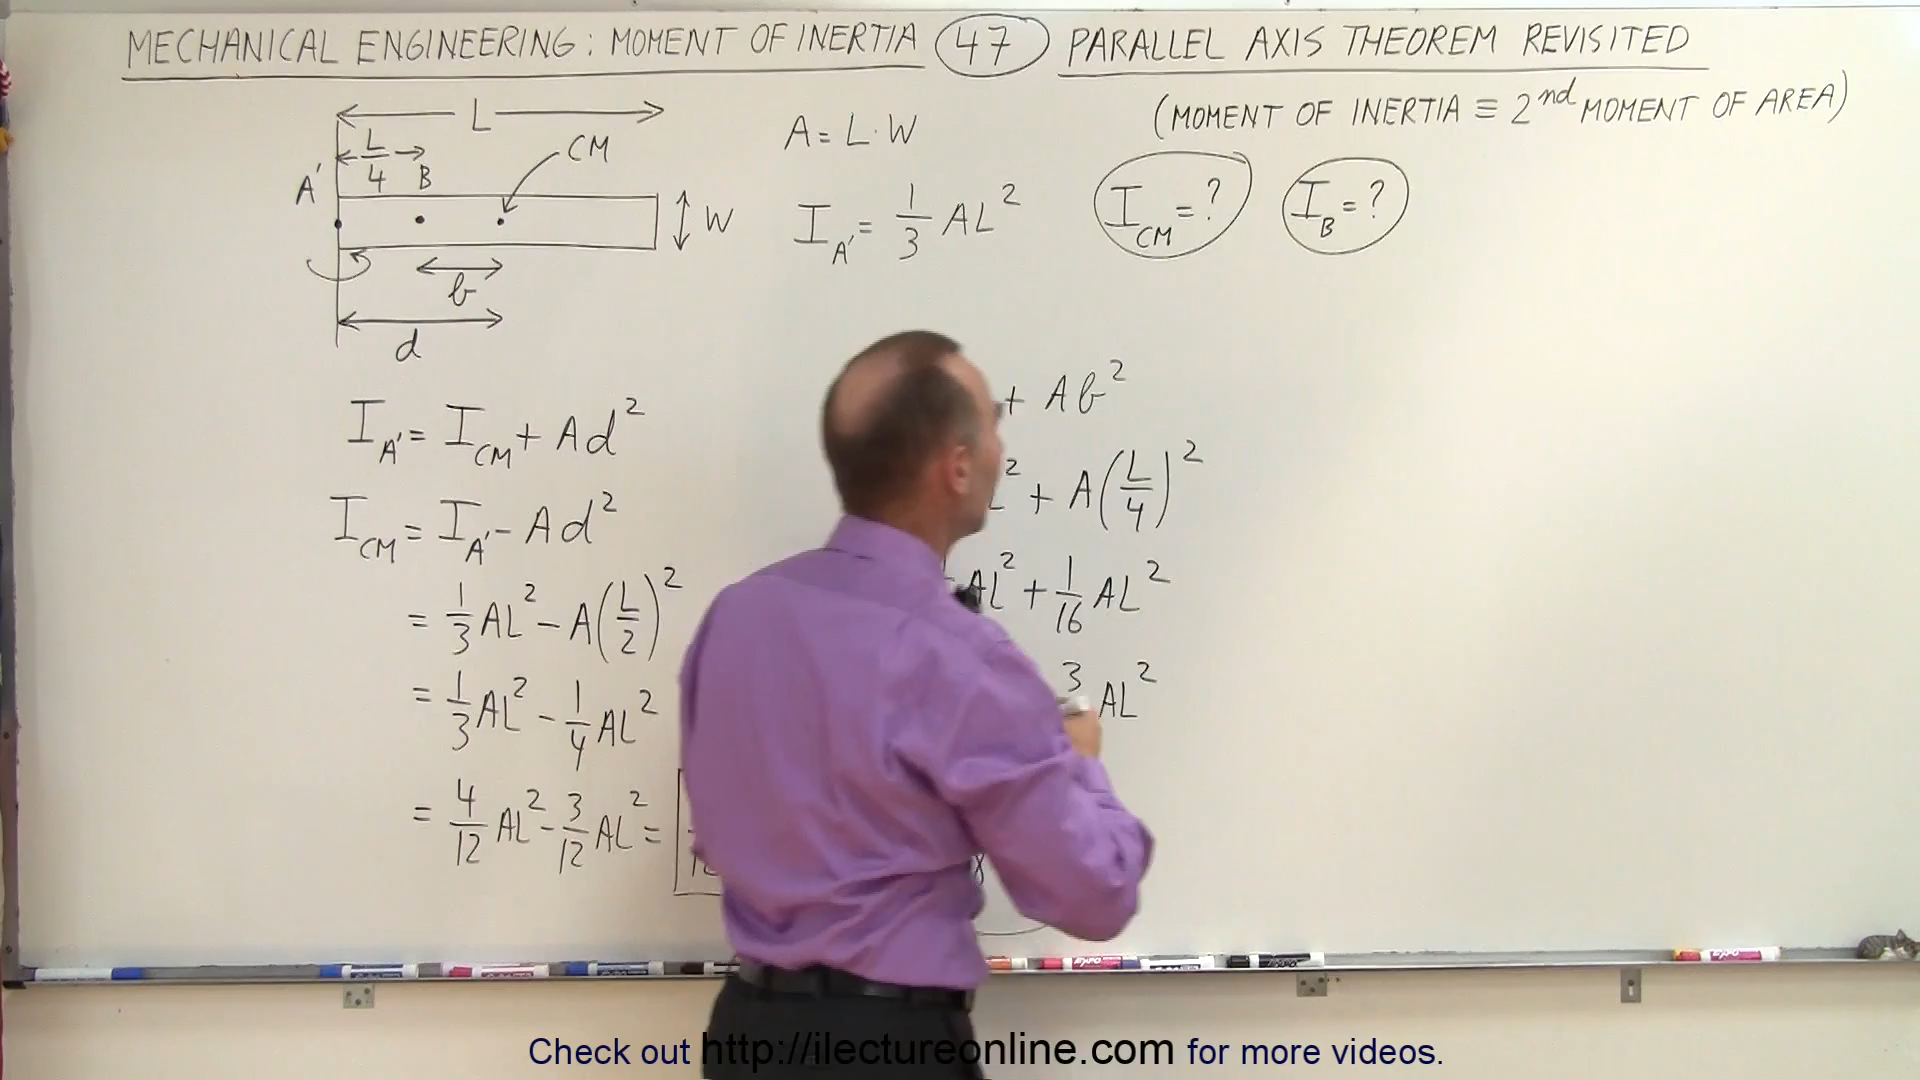 MECHANICAL ENGINEERING: MOMENT OF INERTIA 47 PARALLEL AXIS THEOREM REVISITED
(MOMENT OF INERTIA ≡ 2nd MOMENT OF AREA)
L
L/4
A'
B
CM
W
b
d
A = L·W
I_A' = 1/3 AL²
I_CM = ?
I_B = ?
I_A' = I_CM + Ad²
I_CM = I_A' - Ad²
= 1/3 AL² - A(L/2)²
= 1/3 AL² - 1/4 AL²
= 4/12 AL² - 3/12 AL² =
+ Ab²
² + A(L/4)²
AL² + 1/16 AL²
3 AL²
8
Check out http://ilectureonline.com for more videos.